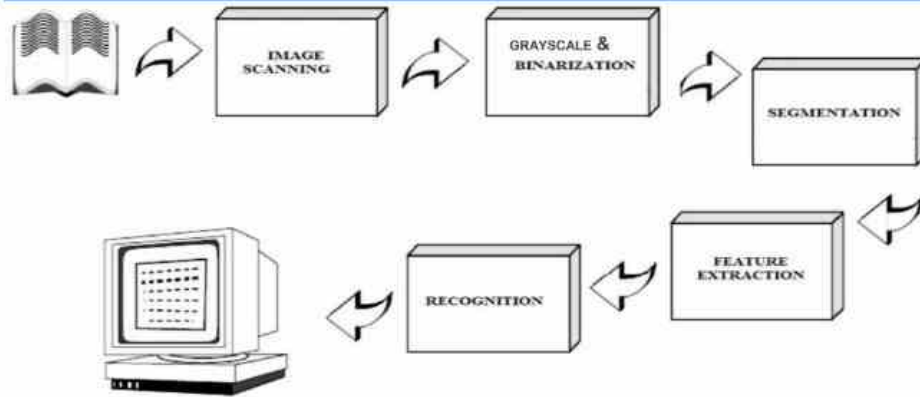 IMAGE
SCANNING
GRAYSCALE &
BINARIZATION
SEGMENTATION
FEATURE
EXTRACTION
RECOGNITION